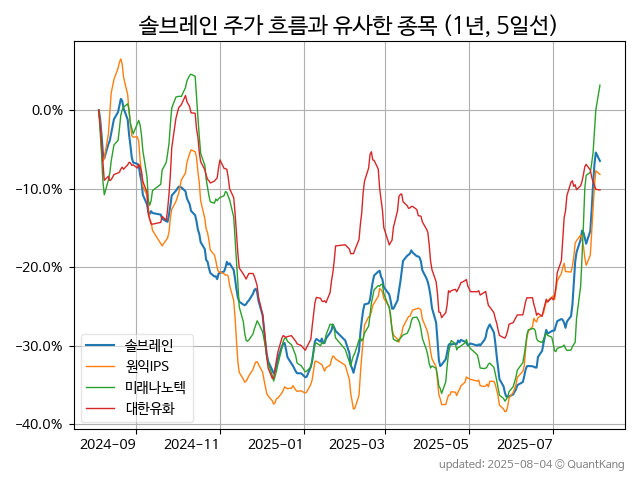 솔브레인 주가 흐름과 유사한 종목 (1년, 5일선)
0.0%
−10.0%
−20.0%
−30.0%
−40.0%
솔브레인
원익IPS
미래나노텍
대한유화
2024-09
2024-11
2025-01
2025-03
2025-05
2025-07
updated: 2025-08-04 © QuantKang